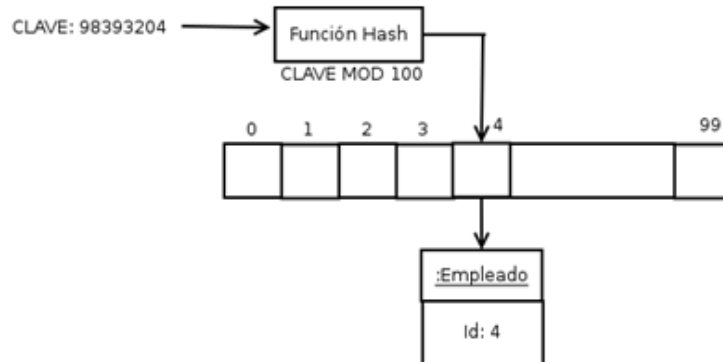 CLAVE: 98393204
Función Hash
CLAVE MOD 100
0 1 2 3 4 99
:Empleado
Id: 4